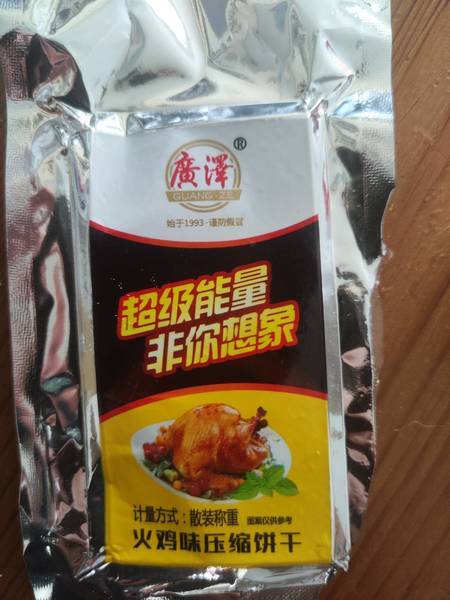 廣澤®
GUANG·ZE
始于1993·谨防假冒
超级能量
非你想象
计量方式：散装称重 图案仅供参考
火鸡味压缩饼干